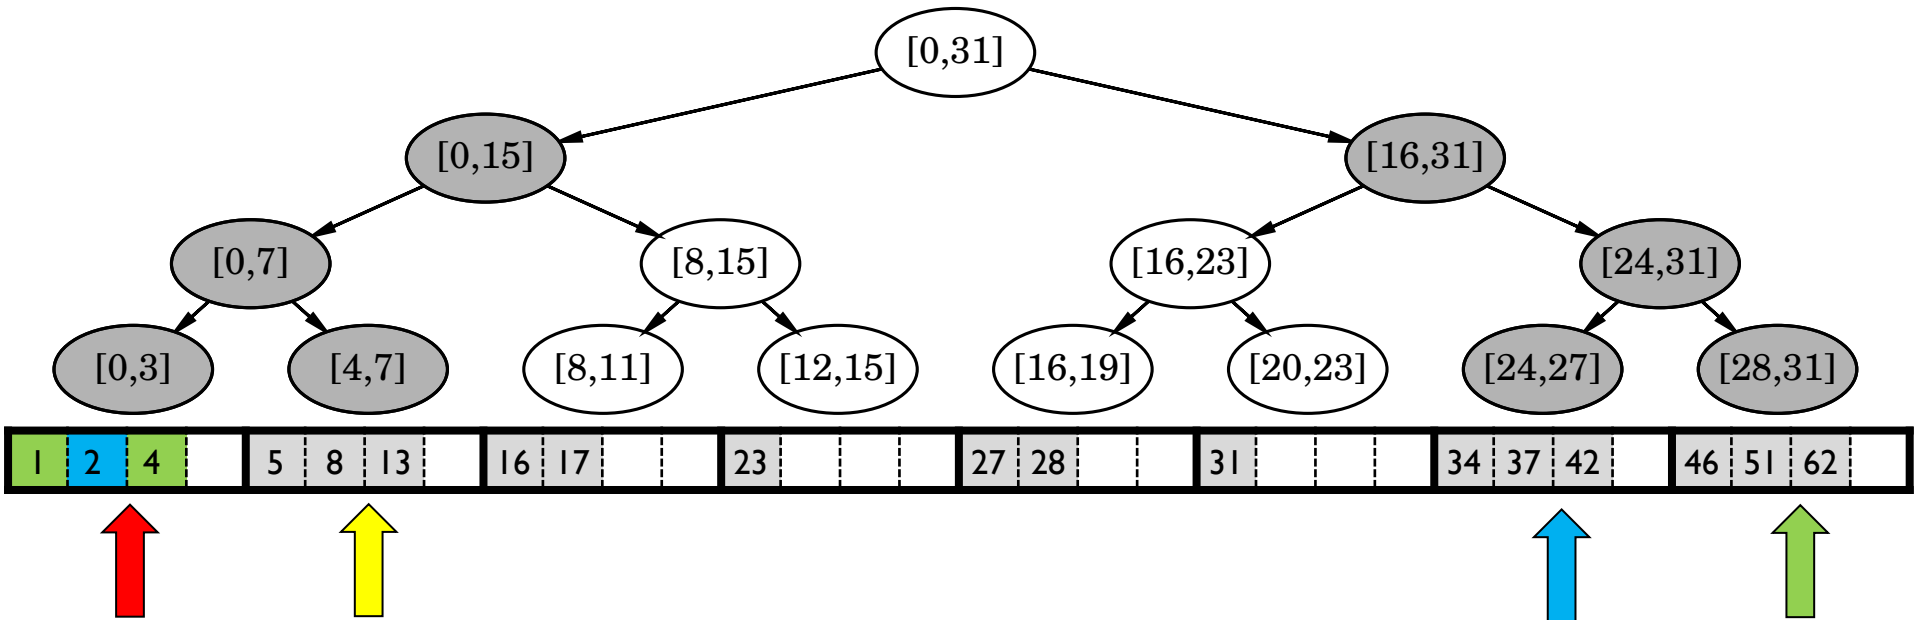 [0,31]
[0,15] [16,31]
[0,7] [8,15] [16,23] [24,31]
[0,3] [4,7] [8,11] [12,15] [16,19] [20,23] [24,27] [28,31]
1 2 4 5 8 13 16 17 23 27 28 31 34 37 42 46 51 62